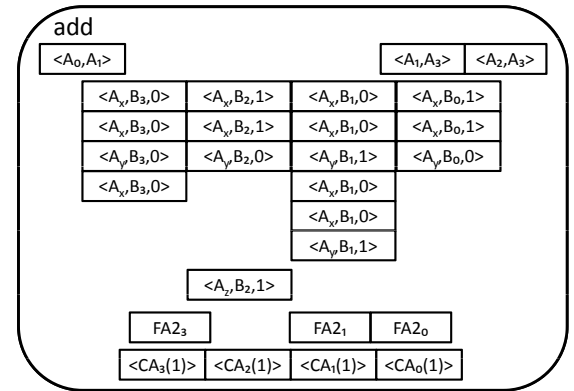 add
<A₀,A₁> <A₁,A₃> <A₂,A₃>
<Aₓ,B₃,0> <Aₓ,B₂,1> <Aₓ,B₁,0> <Aₓ,B₀,1>
<Aₓ,B₃,0> <Aₓ,B₂,1> <Aₓ,B₁,0> <Aₓ,B₀,1>
<Aᵧ,B₃,0> <Aᵧ,B₂,0> <Aᵧ,B₁,1> <Aᵧ,B₀,0>
<Aₓ,B₃,0> <Aₓ,B₁,0>
<Aₓ,B₁,0>
<Aᵧ,B₁,1>
<A_z,B₂,1>
FA2₃ FA2₁ FA2₀
<CA₃(1)> <CA₂(1)> <CA₁(1)> <CA₀(1)>